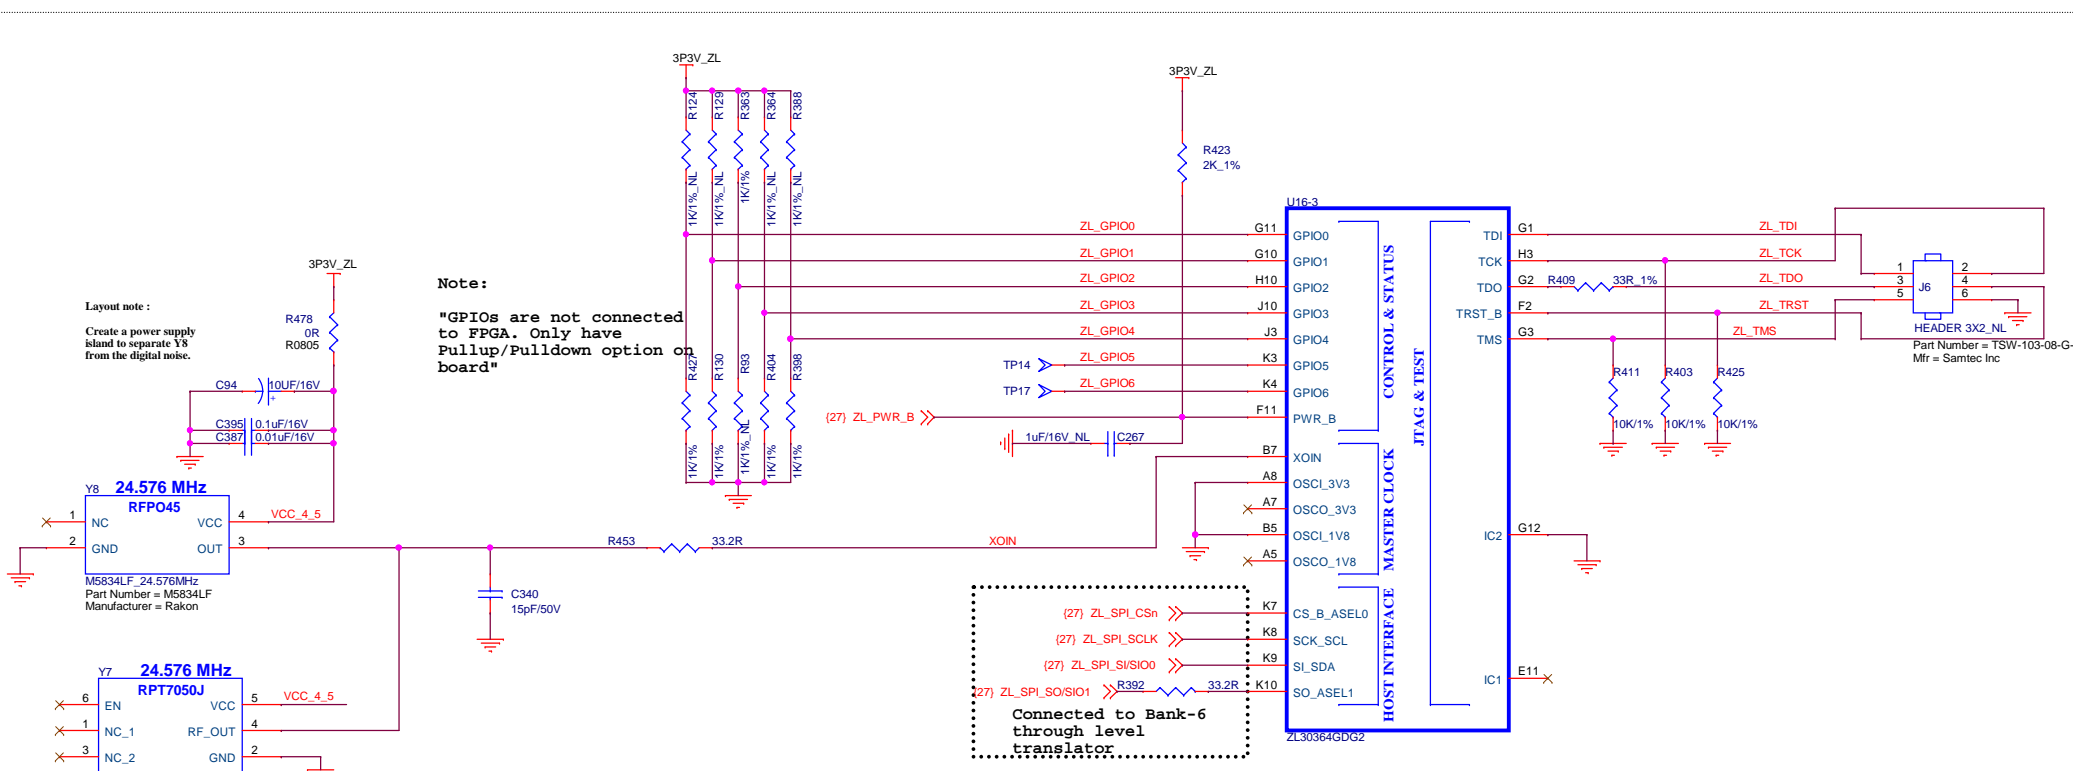 3P3V_ZL
3P3V_ZL
R124
R129
R363
R364
R388
1K/1%_NL
1K/1%_NL
1K/1%
1K/1%_NL
1K/1%_NL
R423
2K_1%
U16-3
ZL_GPIO0
G11
GPIO0
ZL_GPIO1
G10
GPIO1
ZL_GPIO2
H10
GPIO2
ZL_GPIO3
J10
GPIO3
ZL_GPIO4
J3
GPIO4
TP14
ZL_GPIO5
K3
GPIO5
TP17
ZL_GPIO6
K4
GPIO6
{27} ZL_PWR_B
F11
PWR_B
1uF/16V_NL
C267
B7
XOIN
A8
OSCI_3V3
A7
OSCO_3V3
B5
OSCI_1V8
A5
OSCO_1V8
{27} ZL_SPI_CSn
K7
CS_B_ASEL0
{27} ZL_SPI_SCLK
K8
SCK_SCL
{27} ZL_SPI_SI/SIO0
K9
SI_SDA
{27} ZL_SPI_SO/SIO1
R392
33.2R
K10
SO_ASEL1
Connected to Bank-6
through level
translator
CONTROL & STATUS
MASTER CLOCK
HOST INTERFACE
JTAG & TEST
TDI
G1
ZL_TDI
TCK
H3
ZL_TCK
TDO
G2
R409
33R_1%
ZL_TDO
TRST_B
F2
ZL_TRST
TMS
G3
ZL_TMS
IC2
G12
IC1
E11
ZL30364GDG2
1
2
3
4
5
6
J6
HEADER 3X2_NL
Part Number = TSW-103-08-G-
Mfr = Samtec Inc
R411
R403
R425
10K/1%
10K/1%
10K/1%
Note:
"GPIOs are not connected
to FPGA. Only have
Pullup/Pulldown option on
board"
R427
R130
R93
R404
R398
1K/1%
1K/1%
1K/1%_NL
1K/1%
1K/1%
3P3V_ZL
Layout note :
Create a power supply
island to separate Y8
from the digital noise.
R478
0R
R0805
C94
10UF/16V
+
C395
0.1uF/16V
C387
0.01uF/16V
Y8
24.576 MHz
RFPO45
1
NC
VCC
4
VCC_4_5
2
GND
OUT
3
M5834LF_24.576MHz
Part Number = M5834LF
Manufacturer = Rakon
R453
33.2R
XOIN
C340
15pF/50V
Y7
24.576 MHz
RPT7050J
6
EN
VCC
5
VCC_4_5
1
NC_1
RF_OUT
4
3
NC_2
GND
2